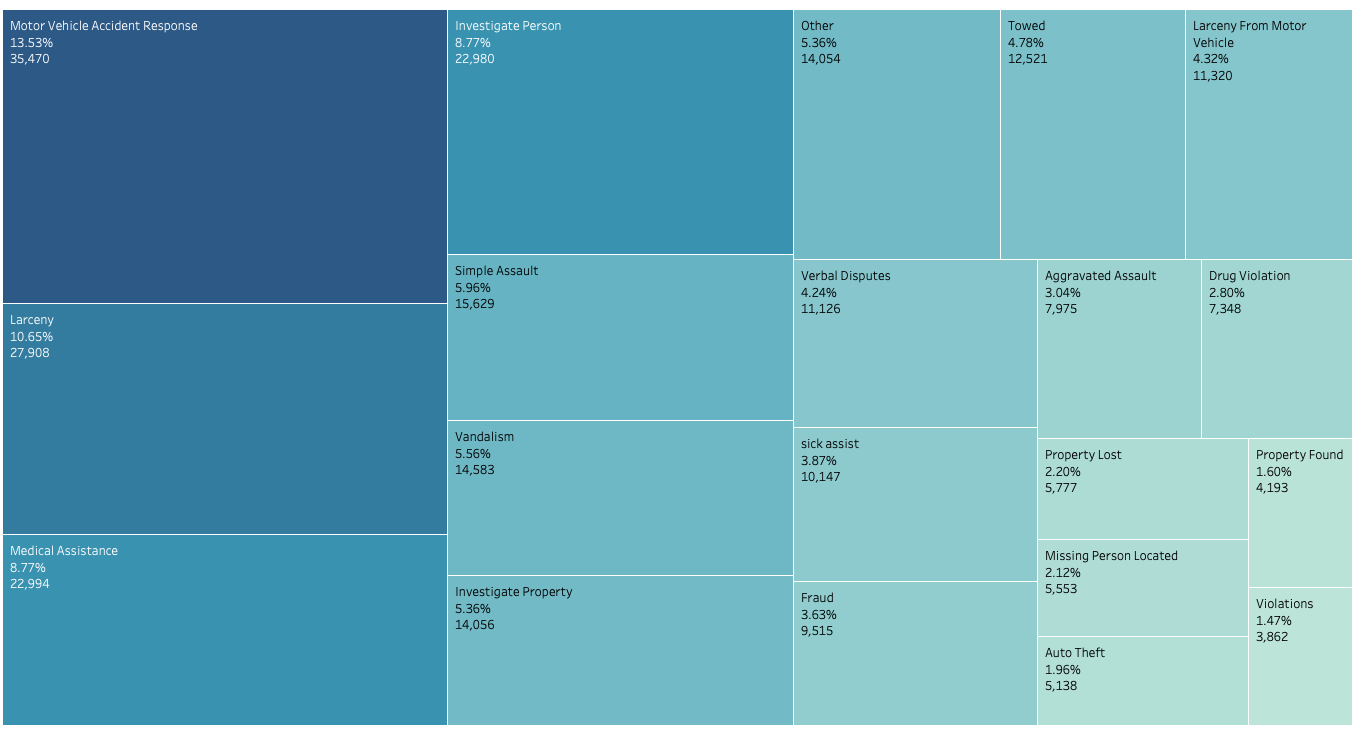 Motor Vehicle Accident Response
13.53%
35,470
Larceny
10.65%
27,908
Medical Assistance
8.77%
22,994
Investigate Person
8.77%
22,980
Simple Assault
5.96%
15,629
Vandalism
5.56%
14,583
Investigate Property
5.36%
14,056
Other
5.36%
14,054
Towed
4.78%
12,521
Larceny From Motor
Vehicle
4.32%
11,320
Verbal Disputes
4.24%
11,126
sick assist
3.87%
10,147
Fraud
3.63%
9,515
Aggravated Assault
3.04%
7,975
Drug Violation
2.80%
7,348
Property Lost
2.20%
5,777
Missing Person Located
2.12%
5,553
Auto Theft
1.96%
5,138
Property Found
1.60%
4,193
Violations
1.47%
3,862